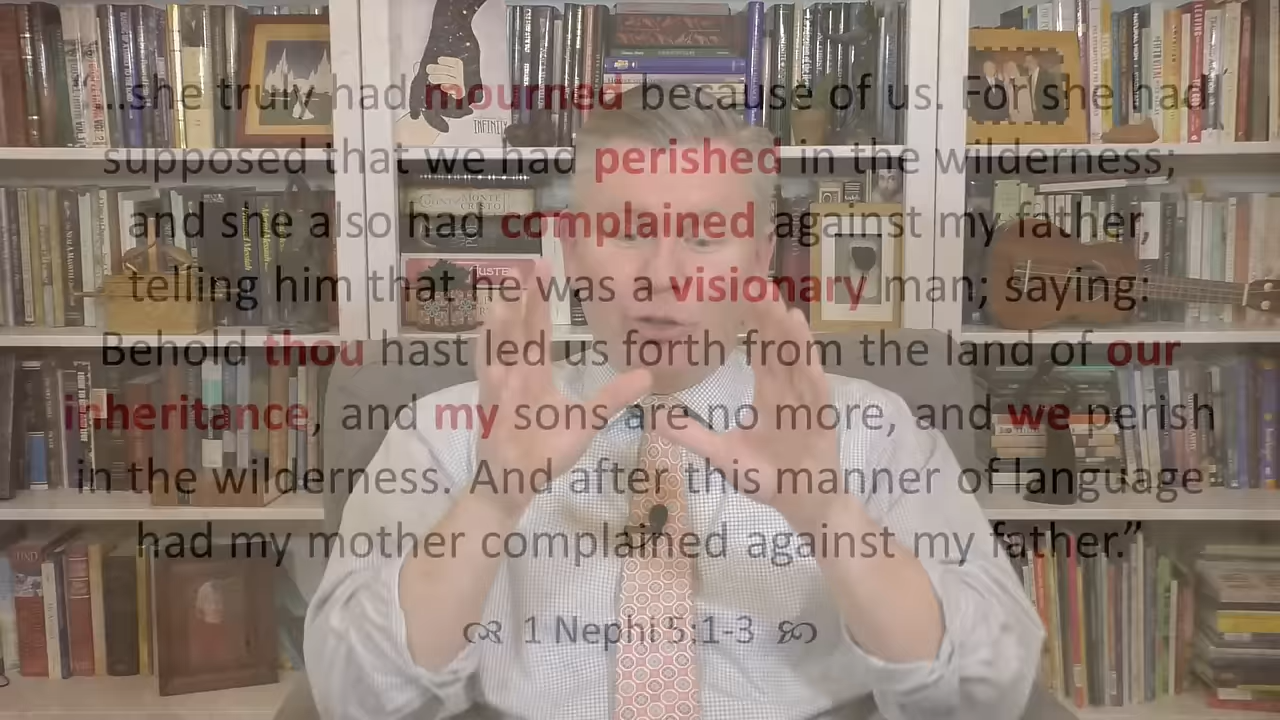 “...she truly had mourned because of us. For she had
supposed that we had perished in the wilderness;
and she also had complained against my father,
telling him that he was a visionary man; saying:
Behold thou hast led us forth from the land of our
inheritance, and my sons are no more, and we perish
in the wilderness. And after this manner of language
had my mother complained against my father.”
1 Nephi 5:1-3
INFINITY
MONTE
CRISTO